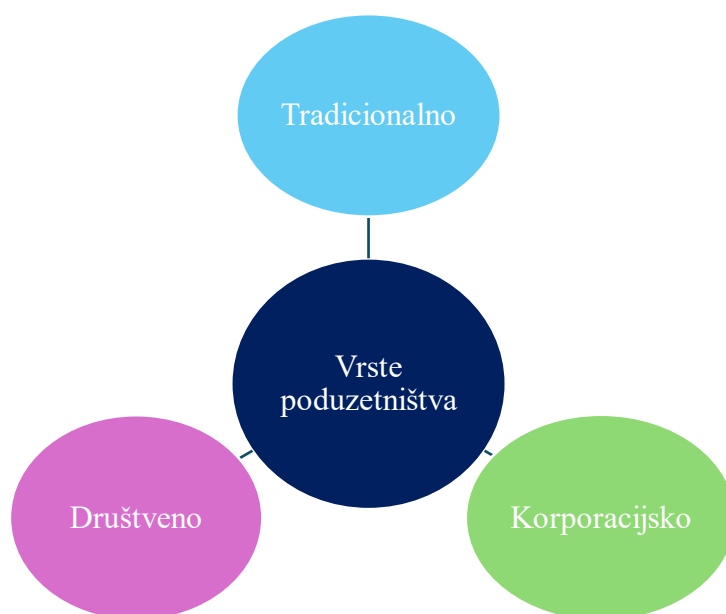 Tradicionalno
Vrste
poduzetništva
Društveno
Korporacijsko